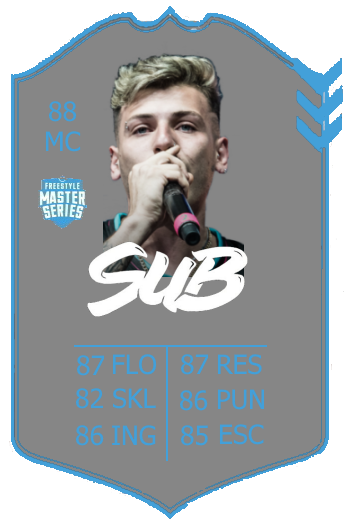 88
MC
FREESTYLE
MASTER
SERIES
SUB
87 FLO 87 RES
82 SKL 86 PUN
86 ING 85 ESC